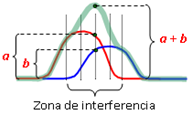 a
b
a + b
Zona de interferencia